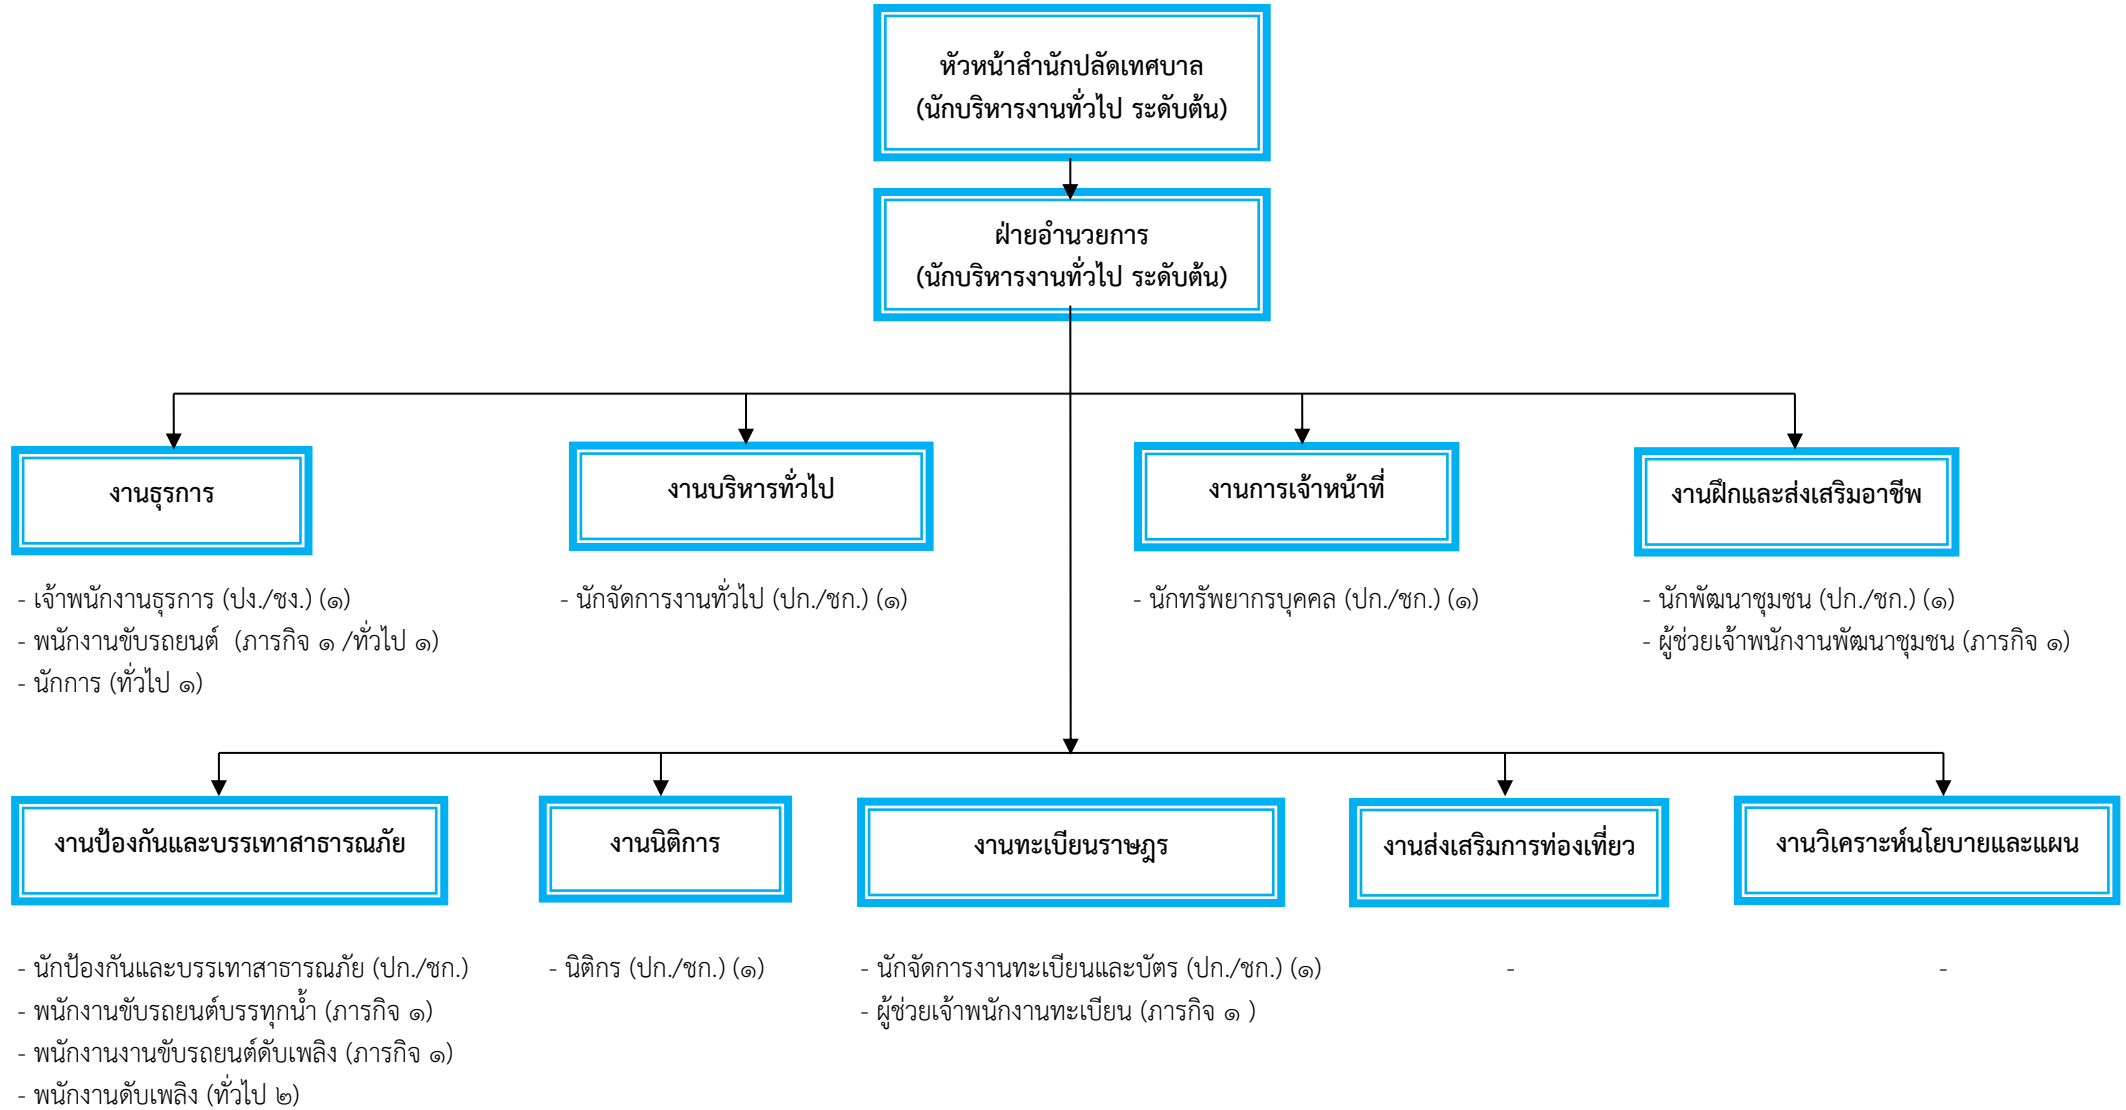 หัวหน้าสำนักปลัดเทศบาล
(นักบริหารงานทั่วไป ระดับต้น)
ฝ่ายอำนวยการ
(นักบริหารงานทั่วไป ระดับต้น)
งานธุรการ
- เจ้าพนักงานธุรการ (ปง./ชง.) (๑)
- พนักงานขับรถยนต์ (ภารกิจ ๑ /ทั่วไป ๑)
- นักการ (ทั่วไป ๑)
งานบริหารทั่วไป
- นักจัดการงานทั่วไป (ปก./ชก.) (๑)
งานการเจ้าหน้าที่
- นักทรัพยากรบุคคล (ปก./ชก.) (๑)
งานฝึกและส่งเสริมอาชีพ
- นักพัฒนาชุมชน (ปก./ชก.) (๑)
- ผู้ช่วยเจ้าพนักงานพัฒนาชุมชน (ภารกิจ ๑)
งานป้องกันและบรรเทาสาธารณภัย
- นักป้องกันและบรรเทาสาธารณภัย (ปก./ชก.)
- พนักงานขับรถยนต์บรรทุกน้ำ (ภารกิจ ๑)
- พนักงานงานขับรถยนต์ดับเพลิง (ภารกิจ ๑)
- พนักงานดับเพลิง (ทั่วไป ๒)
งานนิติการ
- นิติกร (ปก./ชก.) (๑)
งานทะเบียนราษฎร
- นักจัดการงานทะเบียนและบัตร (ปก./ชก.) (๑)
- ผู้ช่วยเจ้าพนักงานทะเบียน (ภารกิจ ๑ )
งานส่งเสริมการท่องเที่ยว
-
งานวิเคราะห์นโยบายและแผน
-